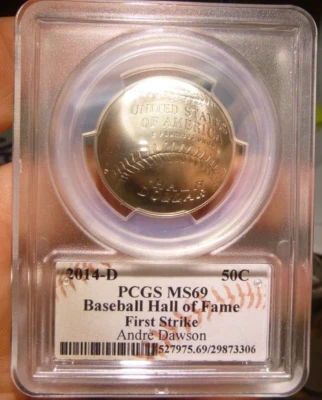 UNITED STATES
OF AMERICA
HALF
DOLLAR
2014-D 50C
PCGS MS69
Baseball Hall of Fame
First Strike
Andre Dawson
527975.69/29873306